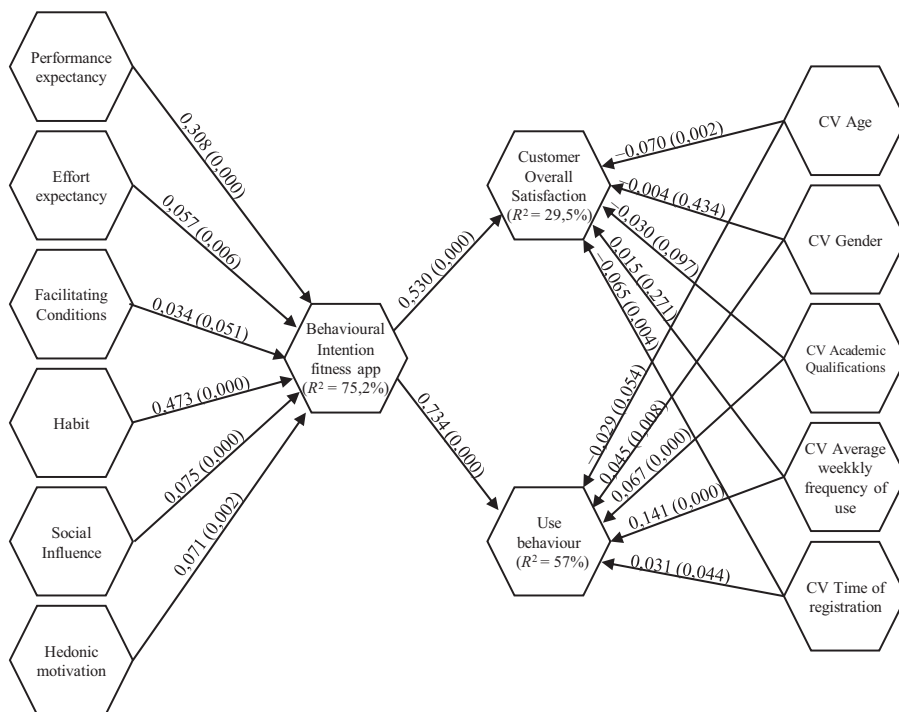 Performance
expectancy
Effort
expectancy
Facilitating
Conditions
Habit
Social
Influence
Hedonic
motivation
0,308 (0,000)
0,057 (0,006)
0,034 (0,051)
0,473 (0,000)
0,075 (0,000)
0,071 (0,002)
Behavioural
Intention
fitness app
(R² = 75,2%)
0,530 (0,000)
0,734 (0,000)
Customer
Overall
Satisfaction
(R² = 29,5%)
Use
behaviour
(R² = 57%)
−0,070 (0,002)
−0,004 (0,434)
−0,030 (0,097)
0,015 (0,271)
−0,065 (0,004)
−0,029 (0,054)
0,045 (0,008)
0,067 (0,000)
0,141 (0,000)
0,031 (0,044)
CV Age
CV Gender
CV Academic
Qualifications
CV Average
weekkly
frequency of
use
CV Time of
registration